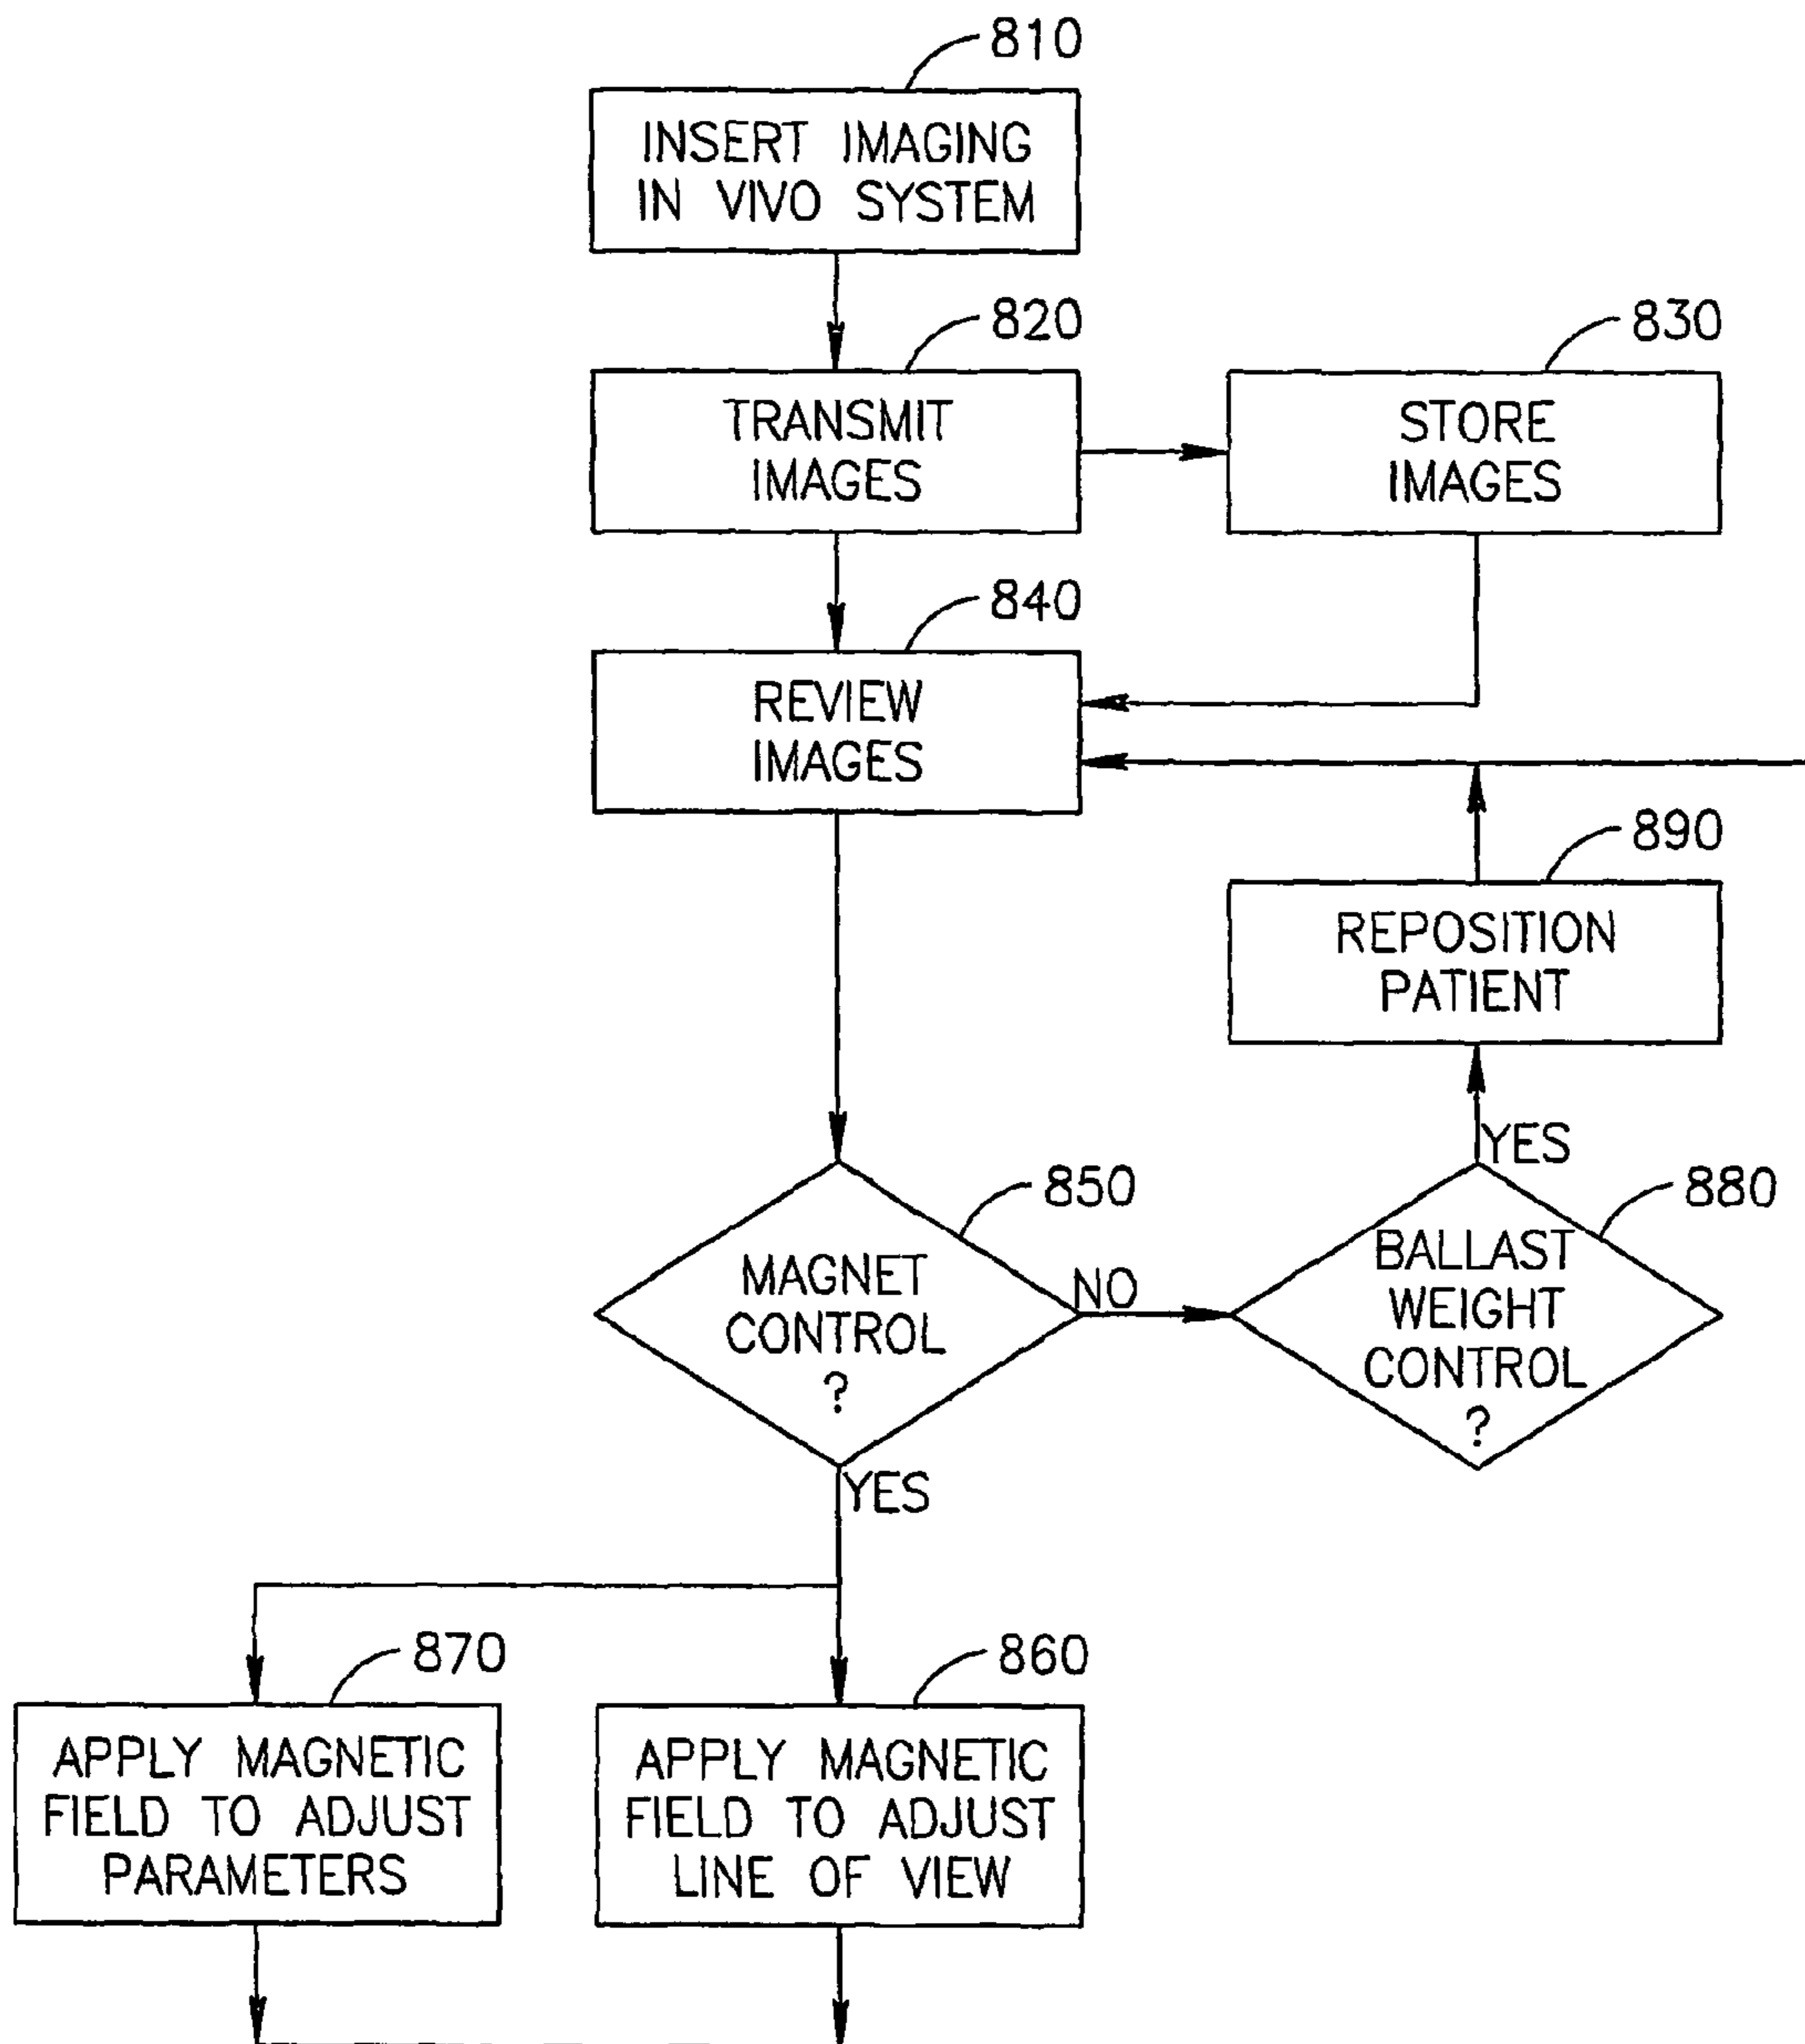 810
INSERT IMAGING
IN VIVO SYSTEM
820
TRANSMIT
IMAGES
830
STORE
IMAGES
840
REVIEW
IMAGES
890
REPOSITION
PATIENT
850
MAGNET
CONTROL
?
NO
YES
880
BALLAST
WEIGHT
CONTROL
?
YES
870
APPLY MAGNETIC
FIELD TO ADJUST
PARAMETERS
860
APPLY MAGNETIC
FIELD TO ADJUST
LINE OF VIEW